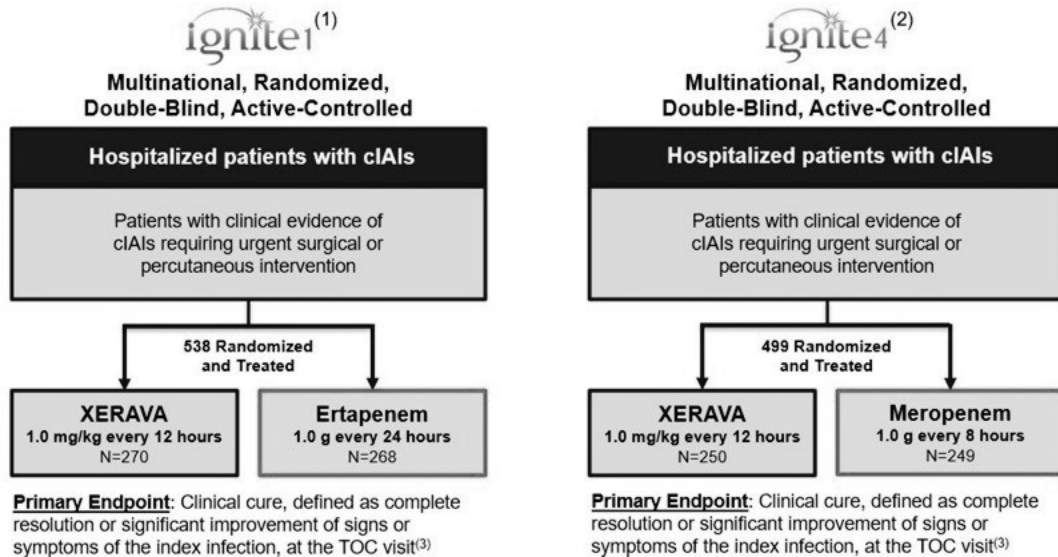 ignite1(1)
Multinational, Randomized,
Double-Blind, Active-Controlled
Hospitalized patients with cIAIs
Patients with clinical evidence of
cIAIs requiring urgent surgical or
percutaneous intervention
538 Randomized
and Treated
XERAVA
1.0 mg/kg every 12 hours
N=270
Ertapenem
1.0 g every 24 hours
N=268
Primary Endpoint: Clinical cure, defined as complete
resolution or significant improvement of signs or
symptoms of the index infection, at the TOC visit(3)
ignite4(2)
Multinational, Randomized,
Double-Blind, Active-Controlled
Hospitalized patients with cIAIs
Patients with clinical evidence of
cIAIs requiring urgent surgical or
percutaneous intervention
499 Randomized
and Treated
XERAVA
1.0 mg/kg every 12 hours
N=250
Meropenem
1.0 g every 8 hours
N=249
Primary Endpoint: Clinical cure, defined as complete
resolution or significant improvement of signs or
symptoms of the index infection, at the TOC visit(3)